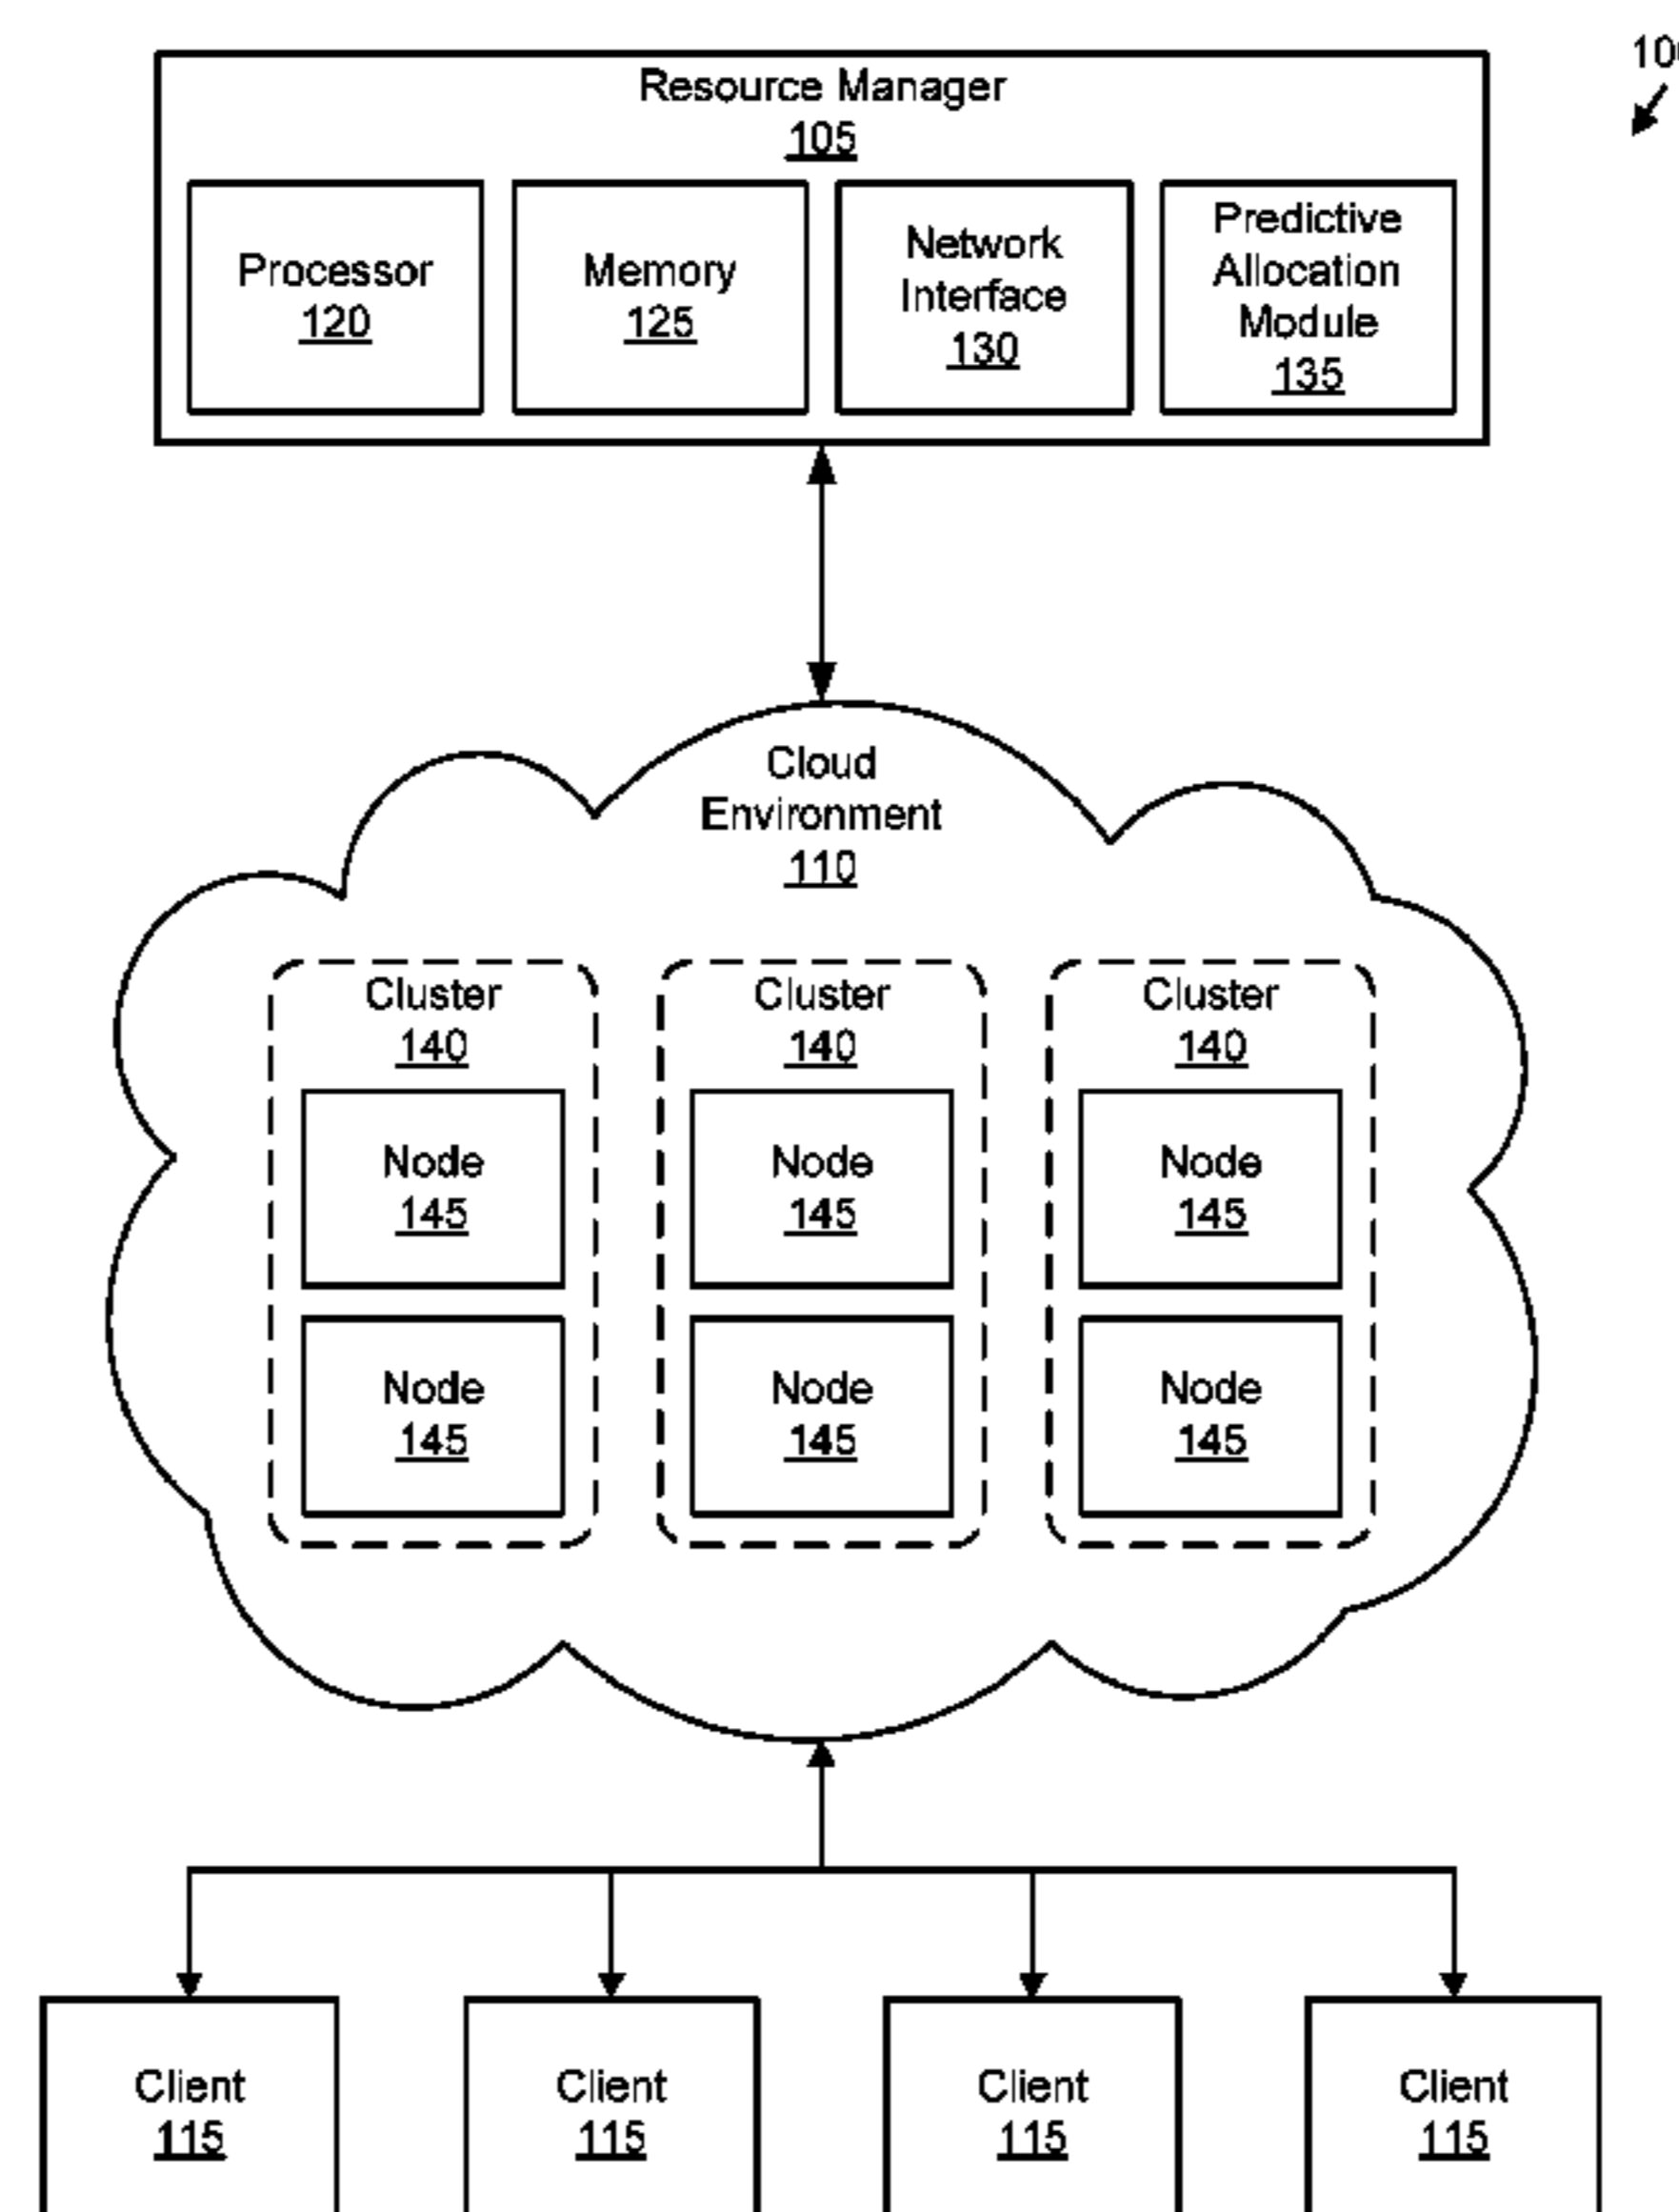 Resource Manager
105
Processor
120
Memory
125
Network
Interface
130
Predictive
Allocation
Module
135
Cloud
Environment
110
Cluster
140
Node
145
Node
145
Cluster
140
Node
145
Node
145
Cluster
140
Node
145
Node
145
Client
115
Client
115
Client
115
Client
115